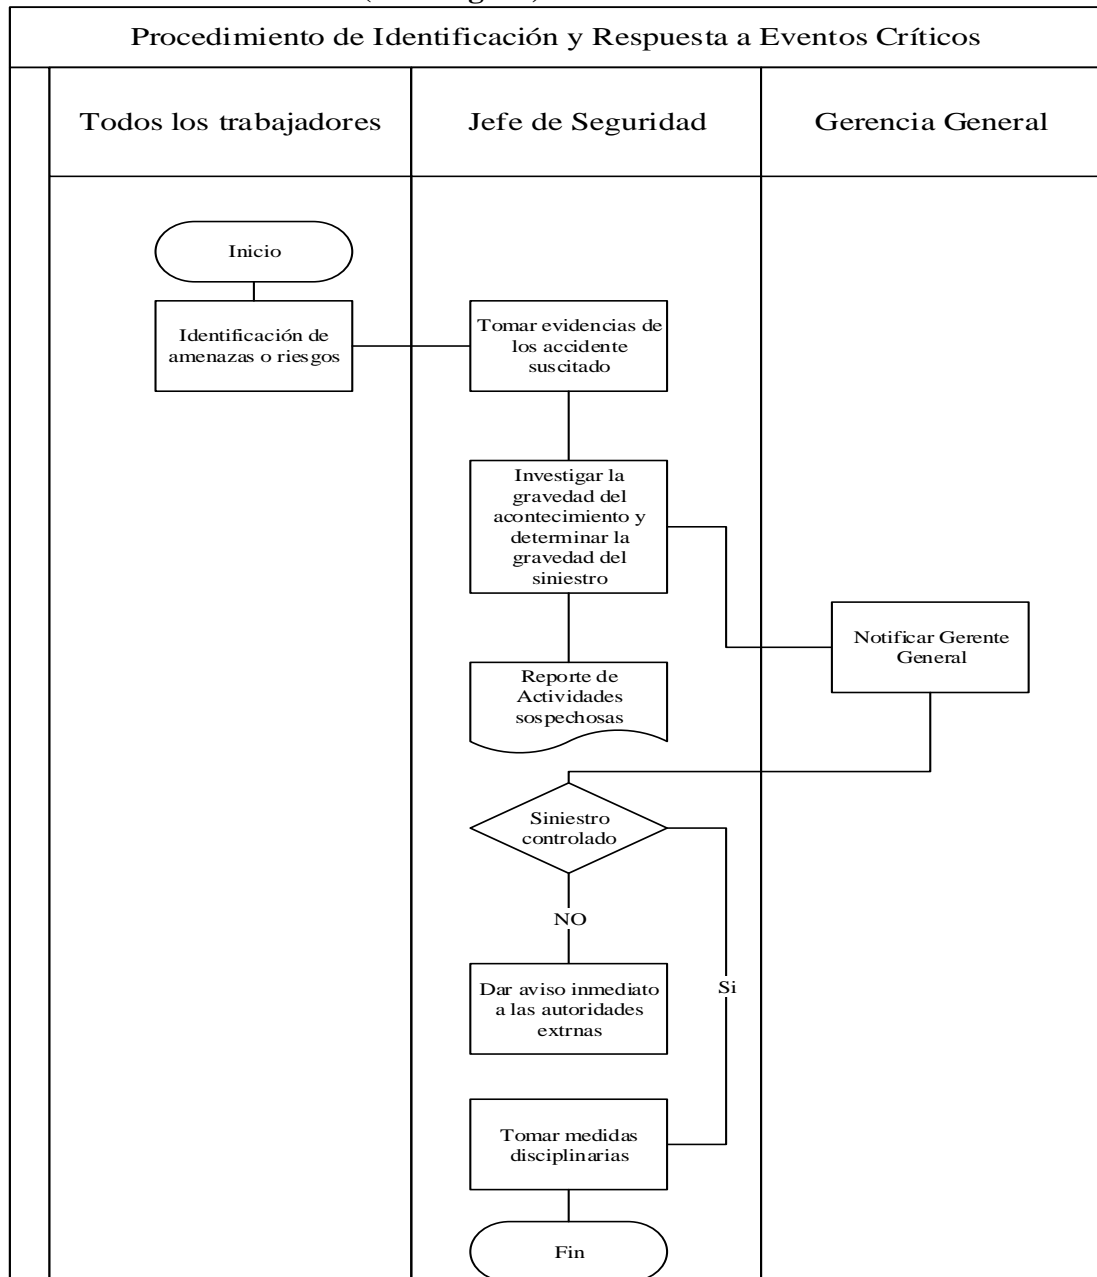 Procedimiento de Identificación y Respuesta a Eventos Críticos
Todos los trabajadores
Jefe de Seguridad
Gerencia General
Inicio
Identificación de
amenazas o riesgos
Tomar evidencias de
los accidente
suscitado
Investigar la
gravedad del
acontecimiento y
determinar la
gravedad del
siniestro
Notificar Gerente
General
Reporte de
Actividades
sospechosas
Siniestro
controlado
NO
Si
Dar aviso inmediato
a las autoridades
extrnas
Tomar medidas
disciplinarias
Fin